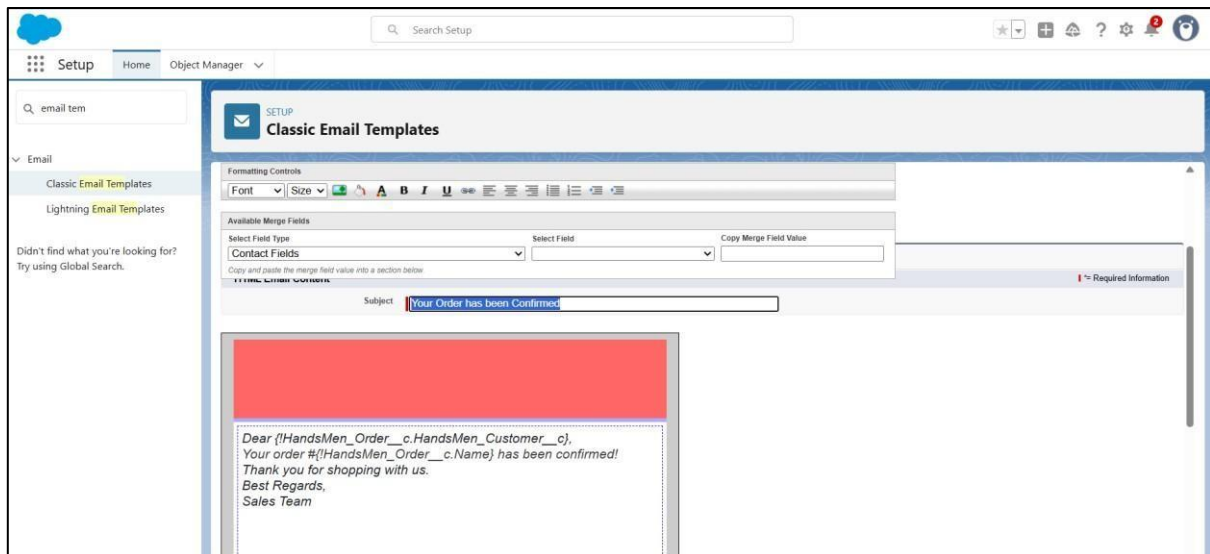 Search Setup
2
Setup Home Object Manager
email tem
SETUP
Classic Email Templates
Email
Classic Email Templates
Lightning Email Templates
Didn't find what you're looking for?
Try using Global Search.
Formatting Controls
Font Size A B I U
Available Merge Fields
Select Field Type Select Field Copy Merge Field Value
Contact Fields
Copy and paste the merge field value into a section below
HTML Email Content
= Required Information
Subject Your Order has been Confirmed
Dear {!HandsMen_Order__c.HandsMen_Customer__c},
Your order #{!HandsMen_Order__c.Name} has been confirmed!
Thank you for shopping with us.
Best Regards,
Sales Team